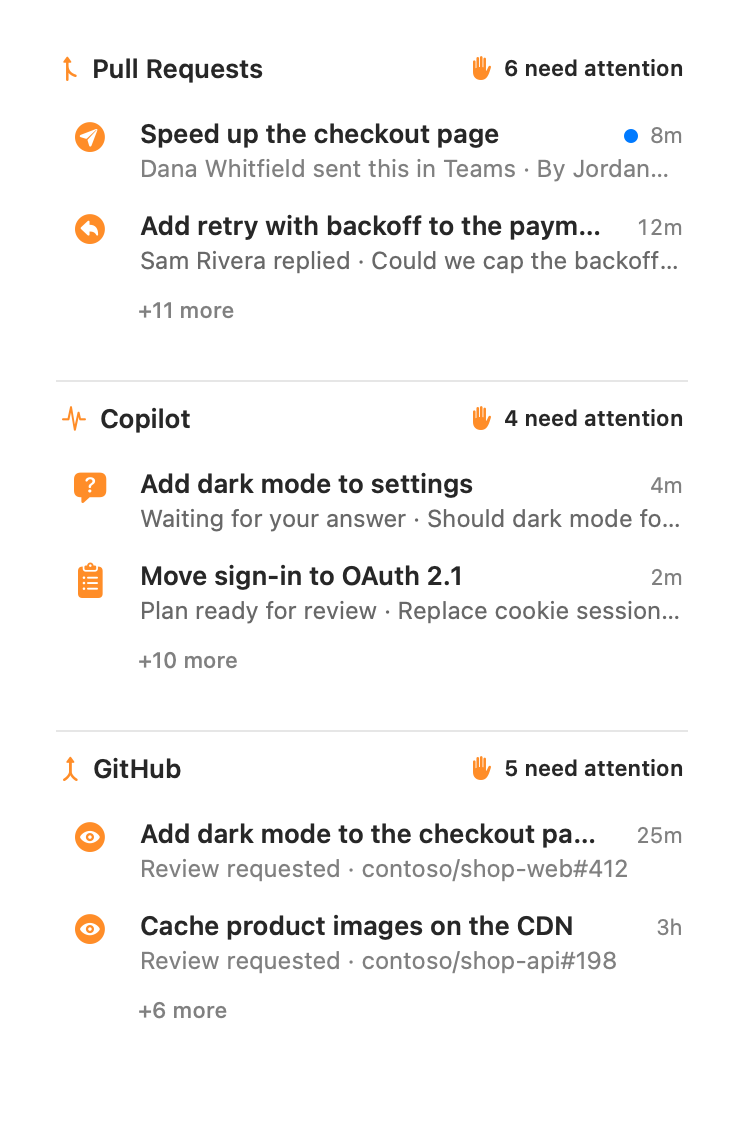 Pull Requests
6 need attention
Speed up the checkout page
8m
Dana Whitfield sent this in Teams · By Jordan...
Add retry with backoff to the paym...
12m
Sam Rivera replied · Could we cap the backoff...
+11 more
Copilot
4 need attention
Add dark mode to settings
4m
Waiting for your answer · Should dark mode fo...
Move sign-in to OAuth 2.1
2m
Plan ready for review · Replace cookie session...
+10 more
GitHub
5 need attention
Add dark mode to the checkout pa...
25m
Review requested · contoso/shop-web#412
Cache product images on the CDN
3h
Review requested · contoso/shop-api#198
+6 more